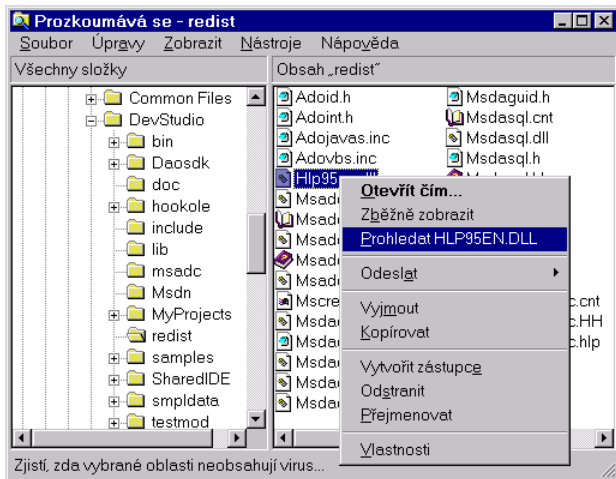 Prozkoumává se - redist
Soubor Úpravy Zobrazit Nástroje Nápověda
Všechny složky
Obsah „redist“
Common Files
DevStudio
bin
Daosdk
doc
hookole
include
lib
msadc
Msdn
MyProjects
redist
samples
SharedIDE
smpldata
testmod
Adoid.h
Adoint.h
Adojavas.inc
Adovbs.inc
Msdaguid.h
Msdasql.cnt
Msdasql.dll
Msdasql.h
Otevřít čím...
Zběžně zobrazit
Prohledat HLP95EN.DLL
Odeslat
Vyjmout
Kopírovat
Vytvořit zástupce
Odstranit
Přejmenovat
Vlastnosti
Zjistí, zda vybrané oblasti neobsahují virus...